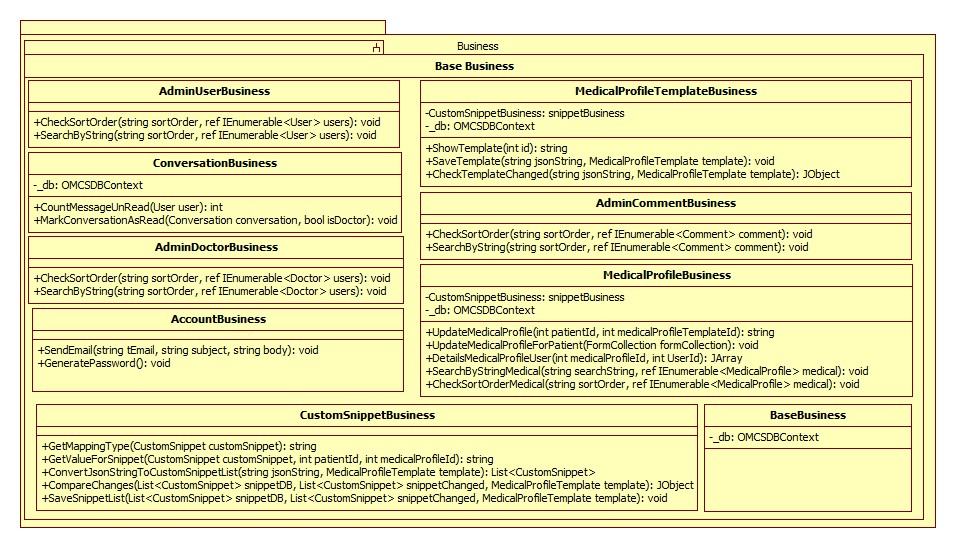 Business
Base Business
AdminUserBusiness
+CheckSortOrder(string sortOrder, ref IEnumerable<User> users): void
+SearchByString(string sortOrder, ref IEnumerable<User> users): void
ConversationBusiness
-_db: OMCSDBContext
+CountMessageUnRead(User user): int
+MarkConversationAsRead(Conversation conversation, bool isDoctor): void
AdminDoctorBusiness
+CheckSortOrder(string sortOrder, ref IEnumerable<Doctor> users): void
+SearchByString(string sortOrder, ref IEnumerable<Doctor> users): void
AccountBusiness
+SendEmail(string tEmail, string subject, string body): void
+GeneratePassword(): void
MedicalProfileTemplateBusiness
-CustomSnippetBusiness: snippetBusiness
-_db: OMCSDBContext
+ShowTemplate(int id): string
+SaveTemplate(string jsonString, MedicalProfileTemplate template): void
+CheckTemplateChanged(string jsonString, MedicalProfileTemplate template): JObject
AdminCommentBusiness
+CheckSortOrder(string sortOrder, ref IEnumerable<Comment> comment): void
+SearchByString(string sortOrder, ref IEnumerable<Comment> comment): void
MedicalProfileBusiness
-CustomSnippetBusiness: snippetBusiness
-_db: OMCSDBContext
+UpdateMedicalProfile(int patientId, int medicalProfileTemplateId): string
+UpdateMedicalProfileForPatient(FormCollection formCollection): void
+DetailsMedicalProfileUser(int medicalProfileId, int UserId): JArray
+SearchByStringMedical(string searchString, ref IEnumerable<MedicalProfile> medical): void
+CheckSortOrderMedical(string sortOrder, ref IEnumerable<MedicalProfile> medical): void
CustomSnippetBusiness
+GetMappingType(CustomSnippet customSnippet): string
+GetValueForSnippet(CustomSnippet customSnippet, int patientId, int medicalProfileId): string
+ConvertJsonStringToCustomSnippetList(string jsonString, MedicalProfileTemplate template): List<CustomSnippet>
+CompareChanges(List<CustomSnippet> snippetDB, List<CustomSnippet> snippetChanged, MedicalProfileTemplate template): JObject
+SaveSnippetList(List<CustomSnippet> snippetDB, List<CustomSnippet> snippetChanged, MedicalProfileTemplate template): void
BaseBusiness
-_db: OMCSDBContext